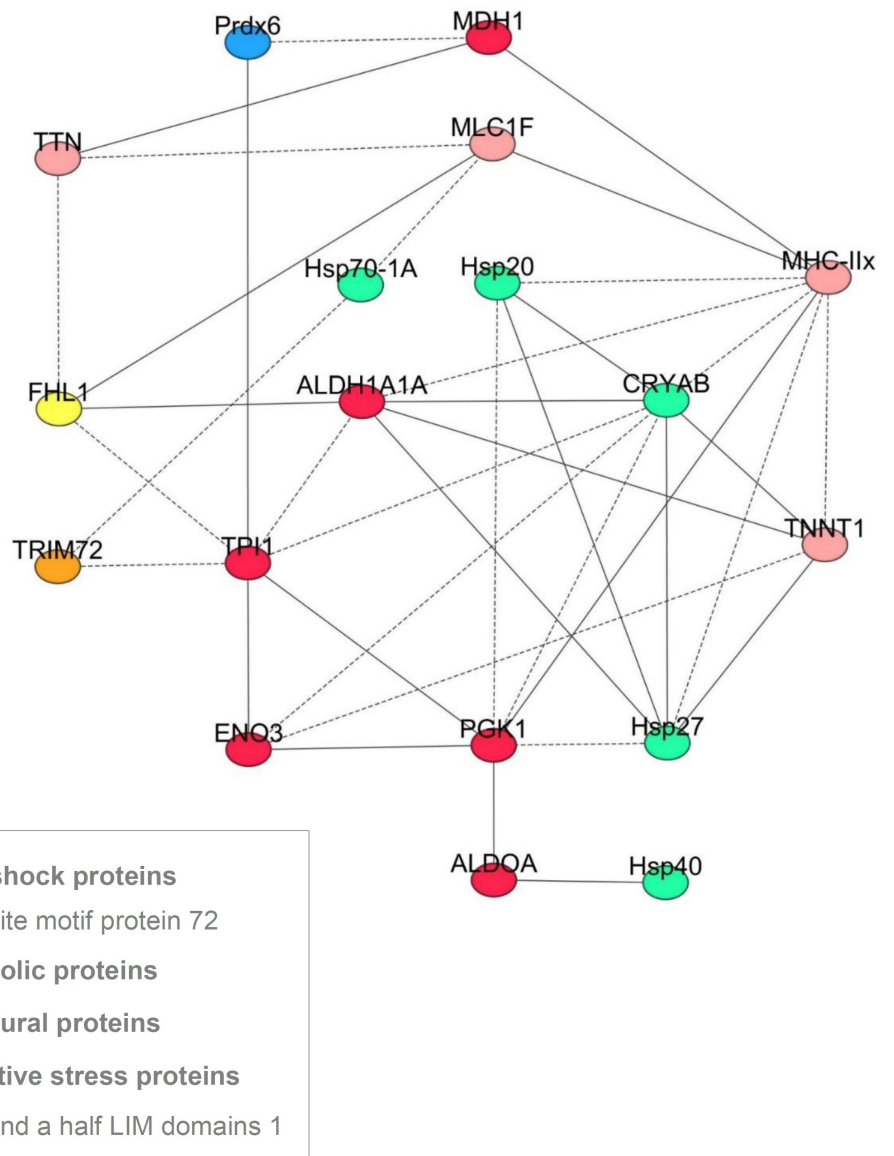 Prdx6
MDH1
TTN
MLC1F
Hsp70-1A
Hsp20
MHC-IIx
FHL1
ALDH1A1A
CRYAB
TRIM72
TPI1
TNNT1
ENO3
PGK1
Hsp27
ALDOA
Hsp40
shock proteins
ite motif protein 72
olic proteins
ural proteins
tive stress proteins
nd a half LIM domains 1